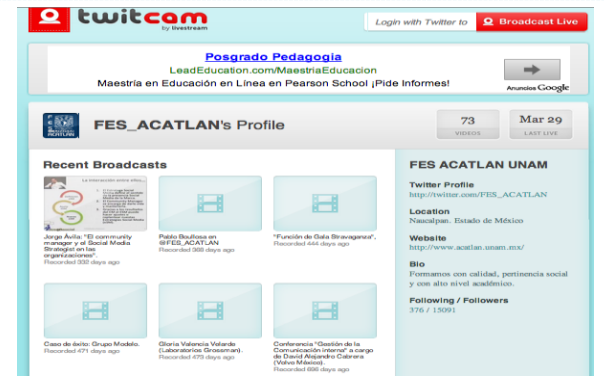 twitcam
by livestream
Login with Twitter to
Broadcast Live
Posgrado Pedagogia
LeadEducation.com/MaestriaEducacion
Maestría en Educación en Línea en Pearson School ¡Pide Informes!
Anuncios Google
FES_ACATLAN's Profile
73
VIDEOS
Mar 29
LAST LIVE
Recent Broadcasts
La interacción entre ellos...
Jorge Ávila: "El community
manager y el Social Media
Strategist en las
organizaciones".
Recorded 332 days ago
Pablo Boullosa en
@FES_ACATLAN
Recorded 368 days ago
"Función de Gala Stravaganza",
Recorded 444 days ago
Caso de éxito: Grupo Modelo.
Recorded 471 days ago
Gloria Valencia Velarde
(Laboratorios Grossman).
Recorded 479 days ago
Conferencia "Gestión de la
Comunicación interna" a cargo
de David Alejandro Cabrera
(Volvo México).
Recorded 696 days ago
FES ACATLAN UNAM
Twitter Profile
http://twitter.com/FES_ACATLAN
Location
Naucalpan. Estado de México
Website
http://www.acatlan.unam.mx/
Bio
Formamos con calidad, pertinencia social
y con alto nivel académico.
Following / Followers
376 / 15091